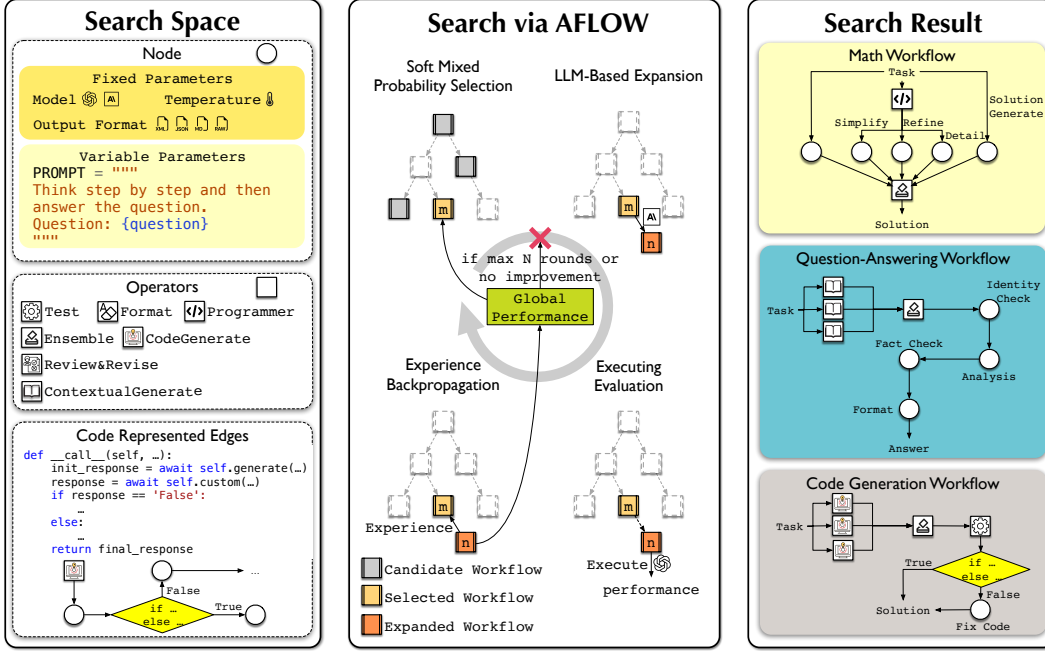 Search Space
Node
Fixed Parameters
Model
Temperature
Output Format
XML JSON MD RAW
Variable Parameters
PROMPT = """
Think step by step and then
answer the question.
Question: {question}
"""
Operators
Test Format Programmer
Ensemble CodeGenerate
Review&Revise
ContextualGenerate
Code Represented Edges
def __call__(self, …):
init_response = await self.generate(…)
response = await self.custom(…)
if response == 'False':
…
else:
…
return final_response
…
False
if …
else …
True
Search via AFLOW
Soft Mixed
Probability Selection
LLM-Based Expansion
m
m
n
if max N rounds or
no improvement
Global
Performance
Experience
Backpropagation
Executing
Evaluation
m
Experience
n
m
n
Execute
performance
Candidate Workflow
Selected Workflow
Expanded Workflow
Search Result
Math Workflow
Task
Solution
Generate
Simplify
Refine
Detail
Solution
Question-Answering Workflow
Identity
Check
Task
Fact Check
Analysis
Format
Answer
Code Generation Workflow
Task
True
if …
else …
False
Solution
Fix Code